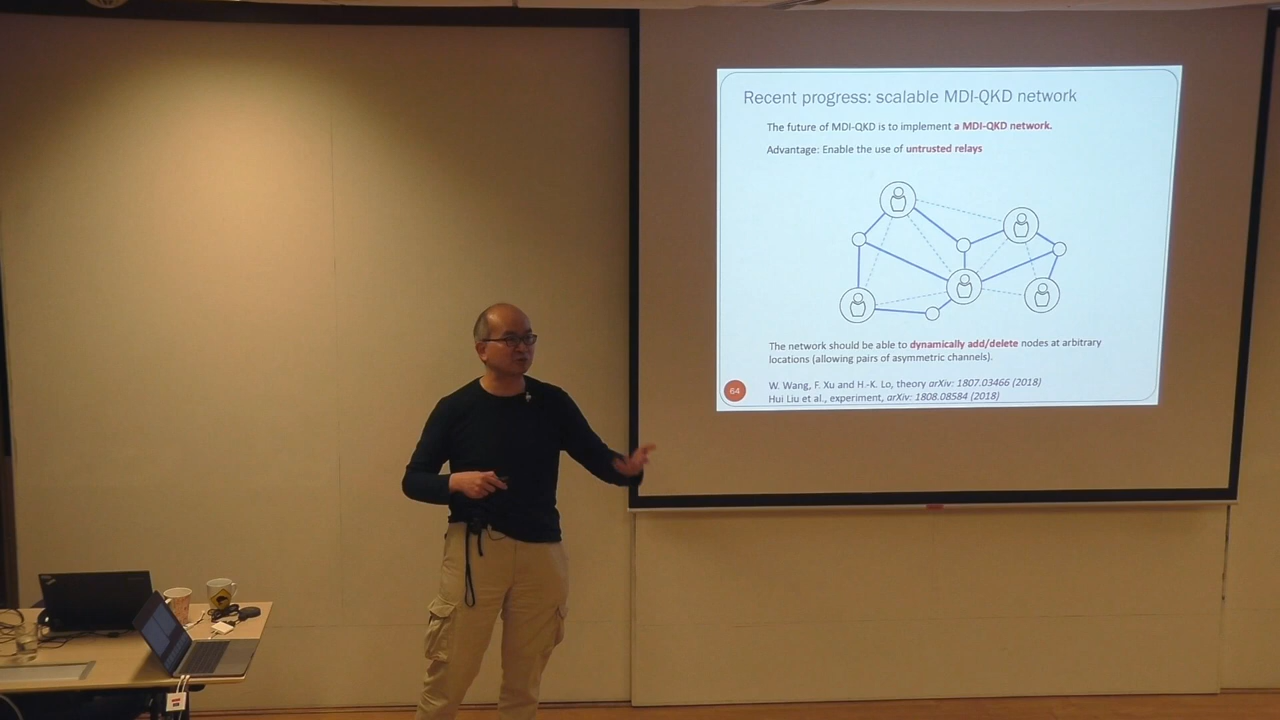 Recent progress: scalable MDI-QKD network
The future of MDI-QKD is to implement a MDI-QKD network.
Advantage: Enable the use of untrusted relays
The network should be able to dynamically add/delete nodes at arbitrary
locations (allowing pairs of asymmetric channels).
64
W. Wang, F. Xu and H.-K. Lo, theory arXiv: 1807.03466 (2018)
Hui Liu et al., experiment, arXiv: 1808.08584 (2018)